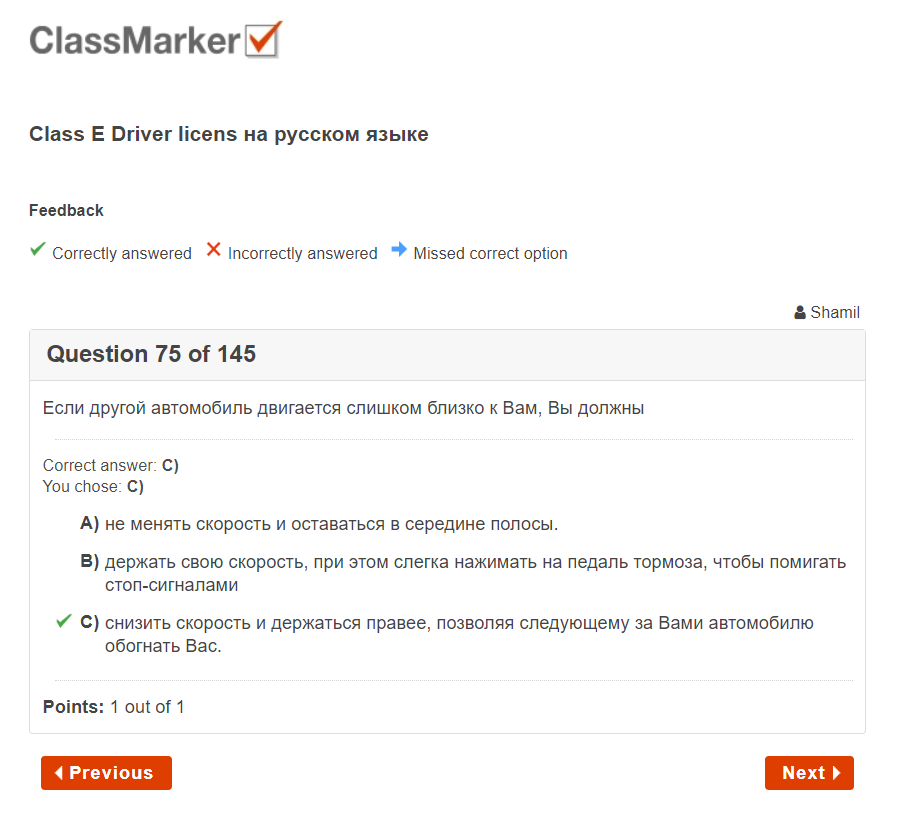 ClassMarker
Class E Driver licens на русском языке
Feedback
Correctly answered Incorrectly answered Missed correct option
Shamil
Question 75 of 145
Если другой автомобиль двигается слишком близко к Вам, Вы должны
Correct answer: C)
You chose: C)
A) не менять скорость и оставаться в середине полосы.
B) держать свою скорость, при этом слегка нажимать на педаль тормоза, чтобы помигать
стоп-сигналами
C) снизить скорость и держаться правее, позволяя следующему за Вами автомобилю
обогнать Вас.
Points: 1 out of 1
Previous Next